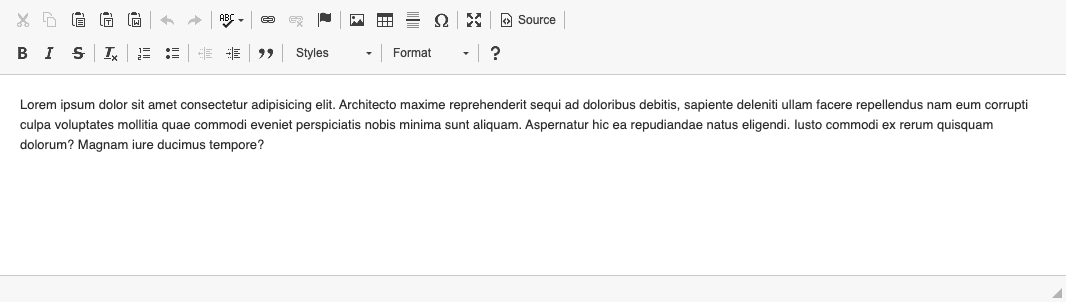 ABC Source
B I S Tx Styles Format ?
Lorem ipsum dolor sit amet consectetur adipisicing elit. Architecto maxime reprehenderit sequi ad doloribus debitis, sapiente deleniti ullam facere repellendus nam eum corrupti
culpa voluptates mollitia quae commodi eveniet perspiciatis nobis minima sunt aliquam. Aspernatur hic ea repudiandae natus eligendi. Iusto commodi ex rerum quisquam
dolorum? Magnam iure ducimus tempore?